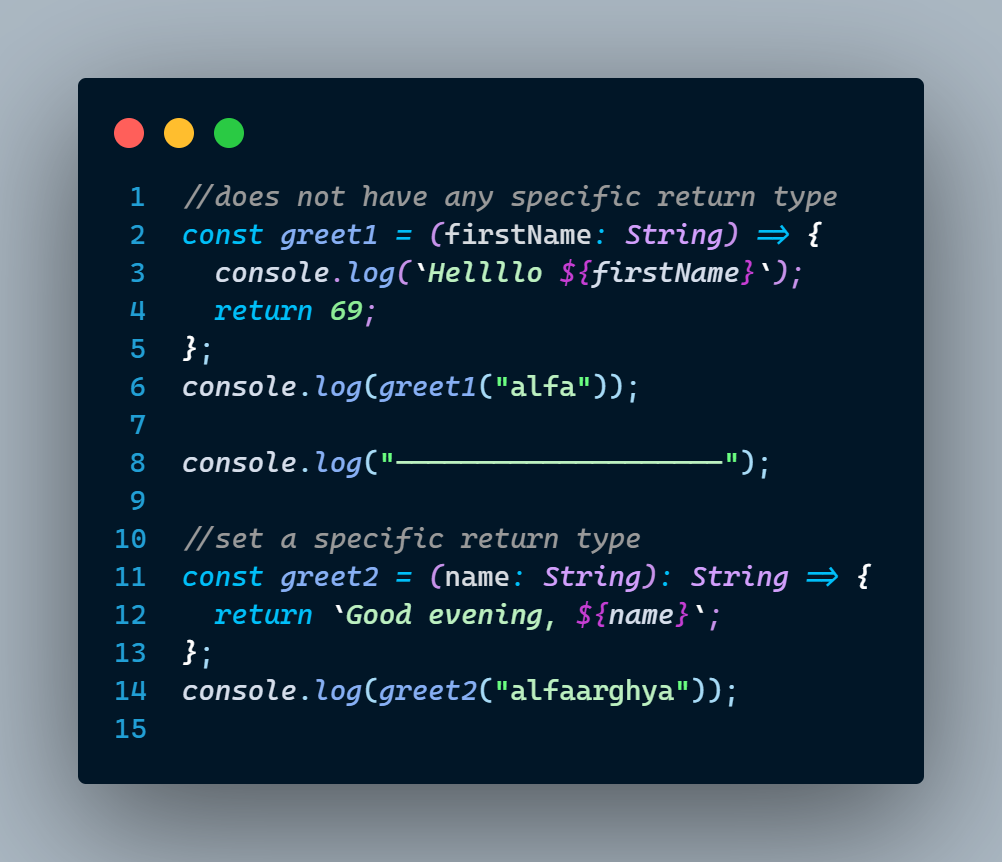 1 //does not have any specific return type
2 const greet1 = (firstName: String) => {
3   console.log(`Hellllo ${firstName}`);
4   return 69;
5 };
6 console.log(greet1("alfa"));
7
8 console.log("--------------------");
9
10 //set a specific return type
11 const greet2 = (name: String): String => {
12   return `Good evening, ${name}`;
13 };
14 console.log(greet2("alfaarghya"));
15